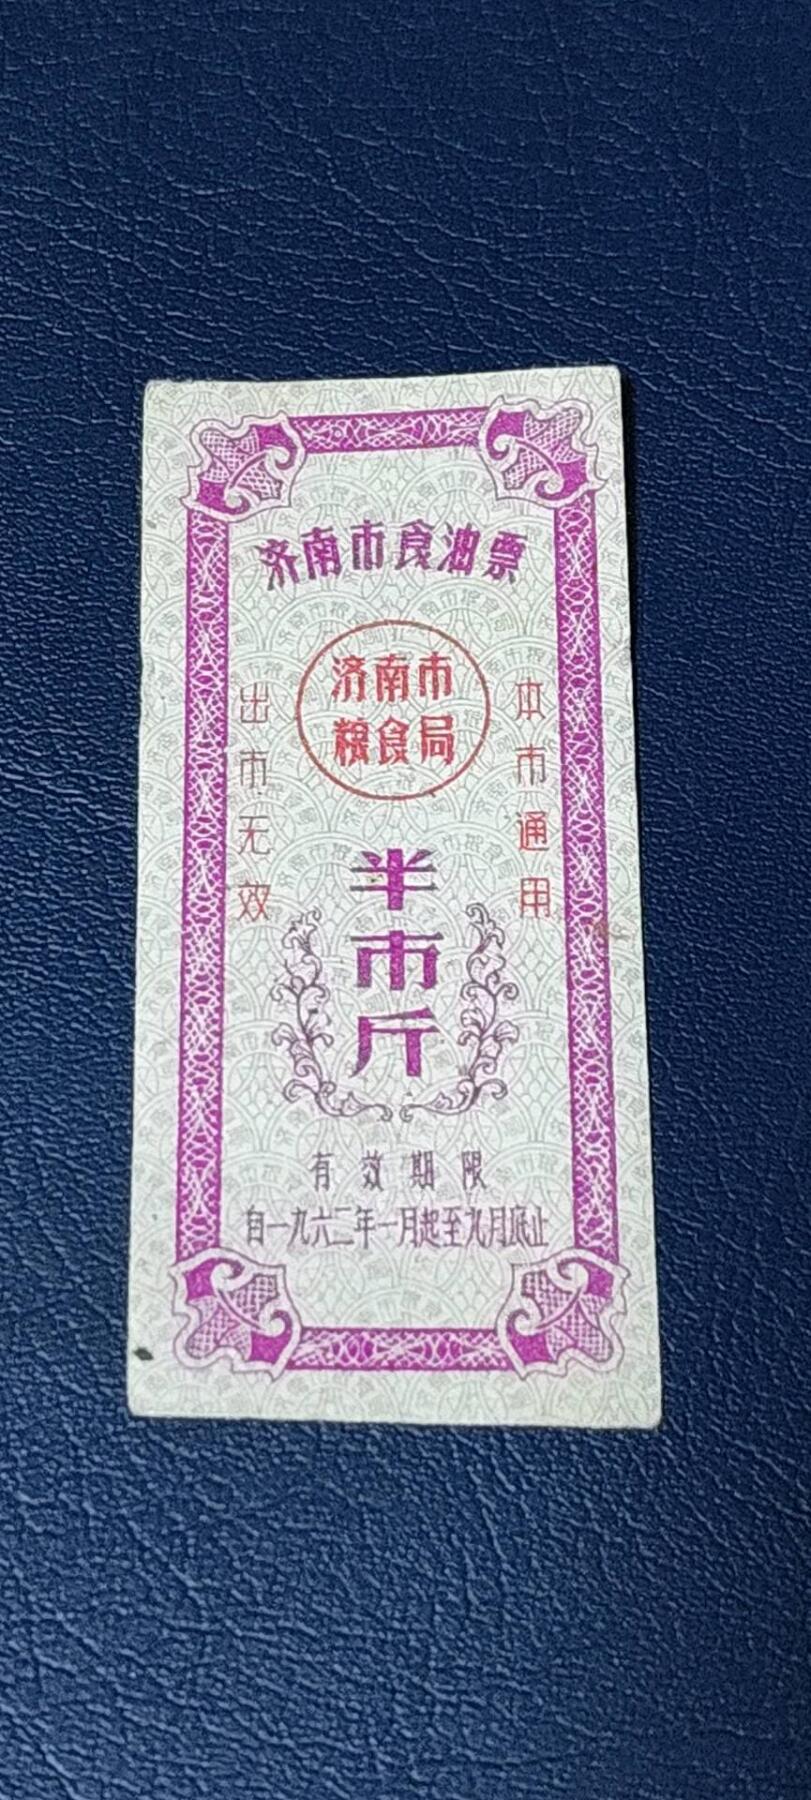 济南市食油票
济南市
粮食局
本市通用
出市无效
半市斤
有效期限
自一九六二年一月起至九月底止